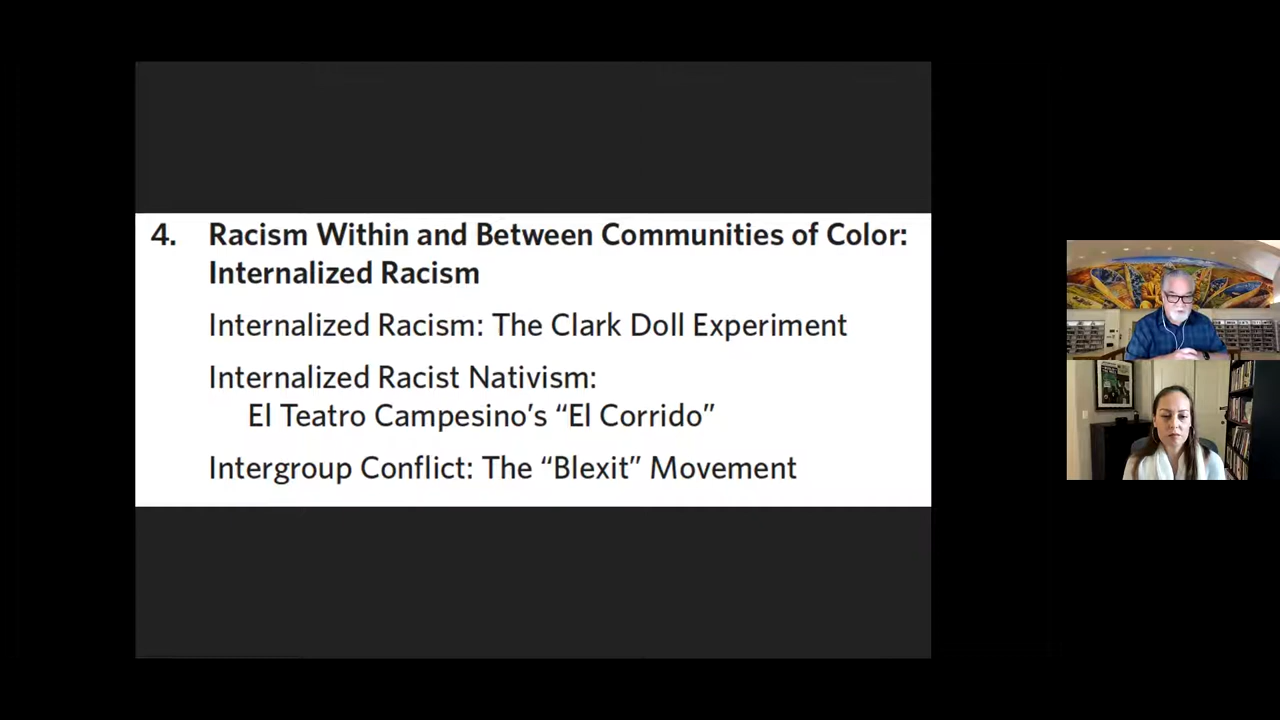 4. Racism Within and Between Communities of Color:
Internalized Racism
Internalized Racism: The Clark Doll Experiment
Internalized Racist Nativism:
El Teatro Campesino’s “El Corrido”
Intergroup Conflict: The “Blexit” Movement